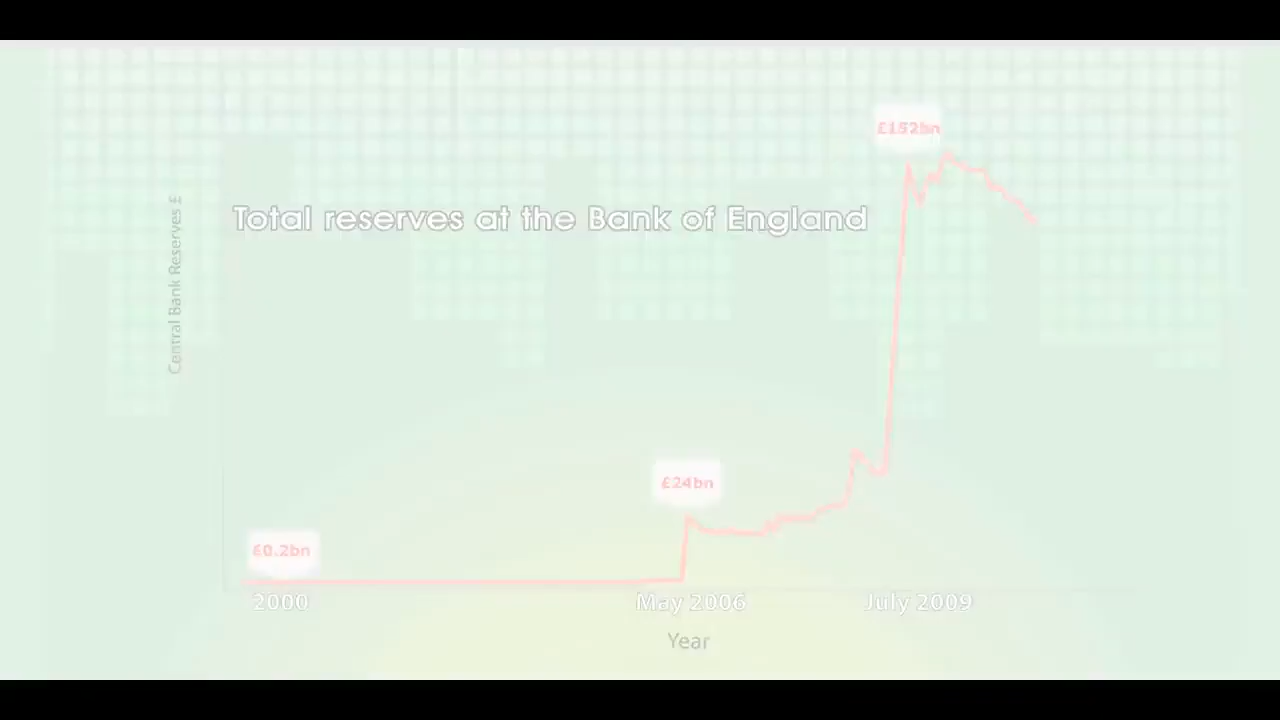 £152bn
Total reserves at the Bank of England
Central Bank Reserves £
£24bn
£0.2bn
2000
May 2006
July 2009
Year